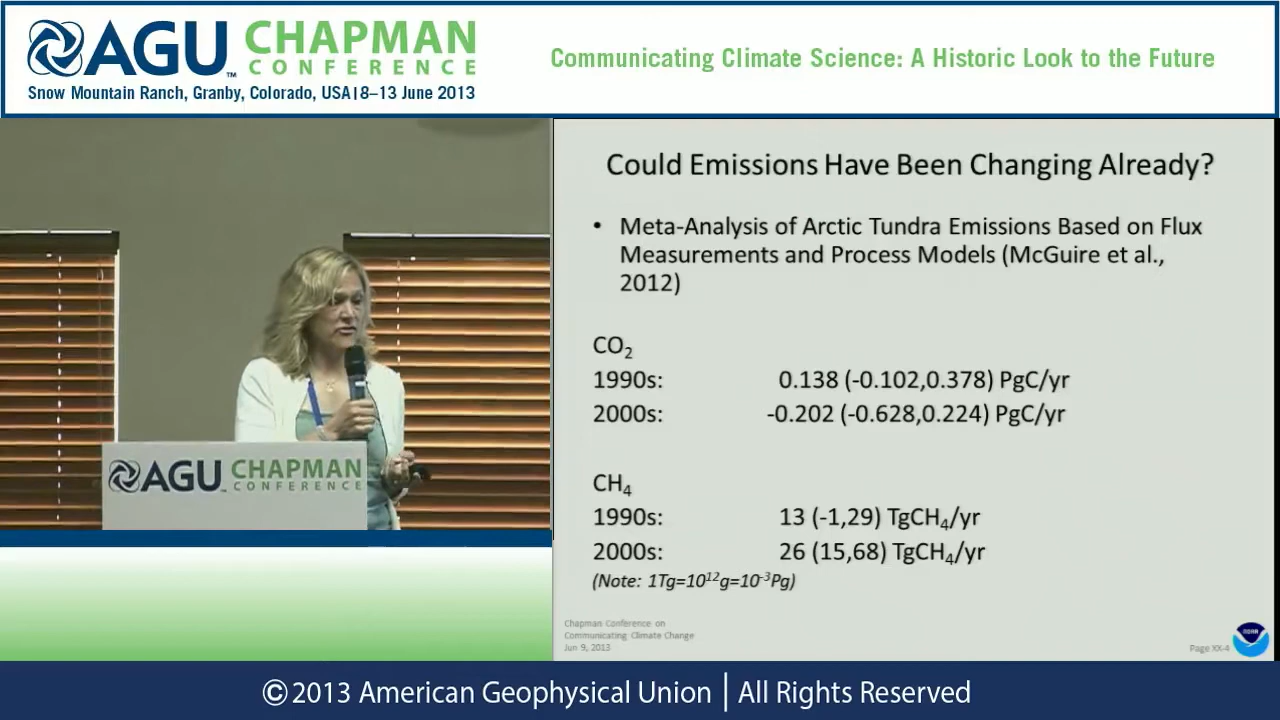 AGU CHAPMAN
CONFERENCE
Snow Mountain Ranch, Granby, Colorado, USA|8–13 June 2013
Communicating Climate Science: A Historic Look to the Future
Could Emissions Have Been Changing Already?
• Meta-Analysis of Arctic Tundra Emissions Based on Flux
Measurements and Process Models (McGuire et al.,
2012)
CO₂
1990s: 0.138 (-0.102,0.378) PgC/yr
2000s: -0.202 (-0.628,0.224) PgC/yr
CH₄
1990s: 13 (-1,29) TgCH₄/yr
2000s: 26 (15,68) TgCH₄/yr
(Note: 1Tg=10¹²g=10⁻³Pg)
Chapman Conference on
Communicating Climate Change
Jun 9, 2013
Page XX-4
NOAA
AGU CHAPMAN
CONFERENCE
©2013 American Geophysical Union | All Rights Reserved